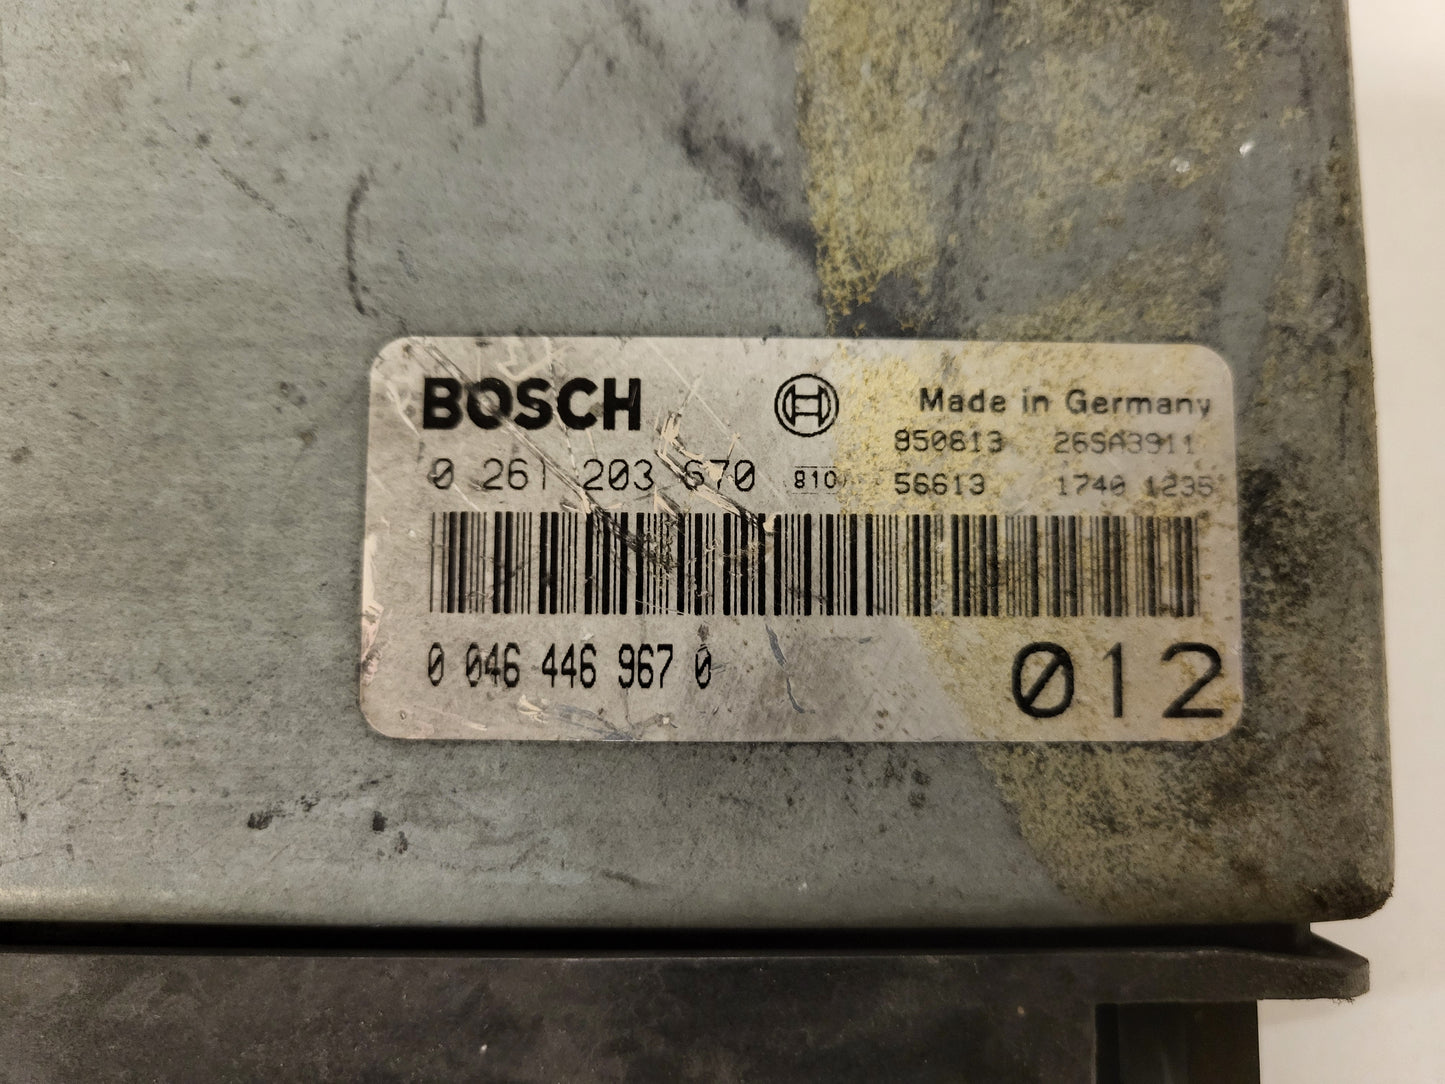 BOSCH
Made in Germany
850613 26SA3911
0 261 203 670 810
56613 1740 1235
0 046 446 967 0
012